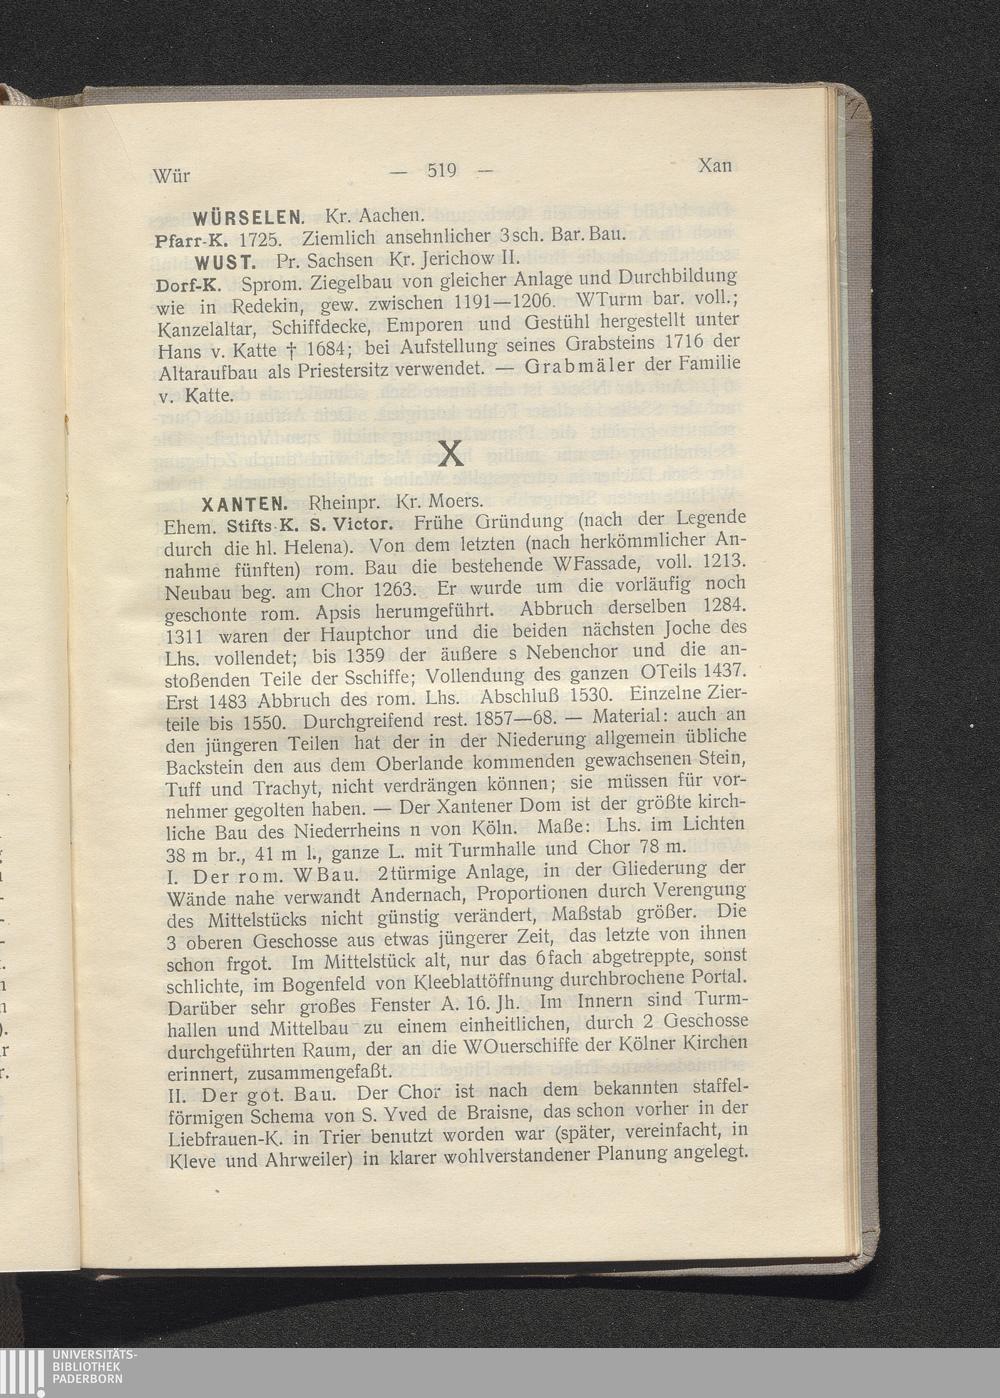 Wür — 519 — Xan
WÜRSELEN. Kr. Aachen.
Pfarr-K. 1725. Ziemlich ansehnlicher 3sch. Bar. Bau.
WUST. Pr. Sachsen Kr. Jerichow II.
Dorf-K. Sprom. Ziegelbau von gleicher Anlage und Durchbildung
wie in Redekin, gew. zwischen 1191—1206. WTurm bar. voll.;
Kanzelaltar, Schiffdecke, Emporen und Gestühl hergestellt unter
Hans v. Katte † 1684; bei Aufstellung seines Grabsteins 1716 der
Altaraufbau als Priestersitz verwendet. — Grabmäler der Familie
v. Katte.
X
XANTEN. Rheinpr. Kr. Moers.
Ehem. Stifts-K. S. Victor. Frühe Gründung (nach der Legende
durch die hl. Helena). Von dem letzten (nach herkömmlicher An-
nahme fünften) rom. Bau die bestehende WFassade, voll. 1213.
Neubau beg. am Chor 1263. Er wurde um die vorläufig noch
geschonte rom. Apsis herumgeführt. Abbruch derselben 1284.
1311 waren der Hauptchor und die beiden nächsten Joche des
Lhs. vollendet; bis 1359 der äußere s Nebenchor und die an-
stoßenden Teile der Sschiffe; Vollendung des ganzen OTeils 1437.
Erst 1483 Abbruch des rom. Lhs. Abschluß 1530. Einzelne Zier-
teile bis 1550. Durchgreifend rest. 1857—68. — Material: auch an
den jüngeren Teilen hat der in der Niederung allgemein übliche
Backstein den aus dem Oberlande kommenden gewachsenen Stein,
Tuff und Trachyt, nicht verdrängen können; sie müssen für vor-
nehmer gegolten haben. — Der Xantener Dom ist der größte kirch-
liche Bau des Niederrheins n von Köln. Maße: Lhs. im Lichten
38 m br., 41 m l., ganze L. mit Turmhalle und Chor 78 m.
I. Der rom. WBau. 2türmige Anlage, in der Gliederung der
Wände nahe verwandt Andernach, Proportionen durch Verengung
des Mittelstücks nicht günstig verändert, Maßstab größer. Die
3 oberen Geschosse aus etwas jüngerer Zeit, das letzte von ihnen
schon frgot. Im Mittelstück alt, nur das 6fach abgetreppte, sonst
schlichte, im Bogenfeld von Kleeblattöffnung durchbrochene Portal.
Darüber sehr großes Fenster A. 16. Jh. Im Innern sind Turm-
hallen und Mittelbau zu einem einheitlichen, durch 2 Geschosse
durchgeführten Raum, der an die WOuerschiffe der Kölner Kirchen
erinnert, zusammengefaßt.
II. Der got. Bau. Der Chor ist nach dem bekannten staffel-
förmigen Schema von S. Yved de Braisne, das schon vorher in der
Liebfrauen-K. in Trier benutzt worden war (später, vereinfacht, in
Kleve und Ahrweiler) in klarer wohlverstandener Planung angelegt.
UNIVERSITÄTS-
BIBLIOTHEK
PADERBORN